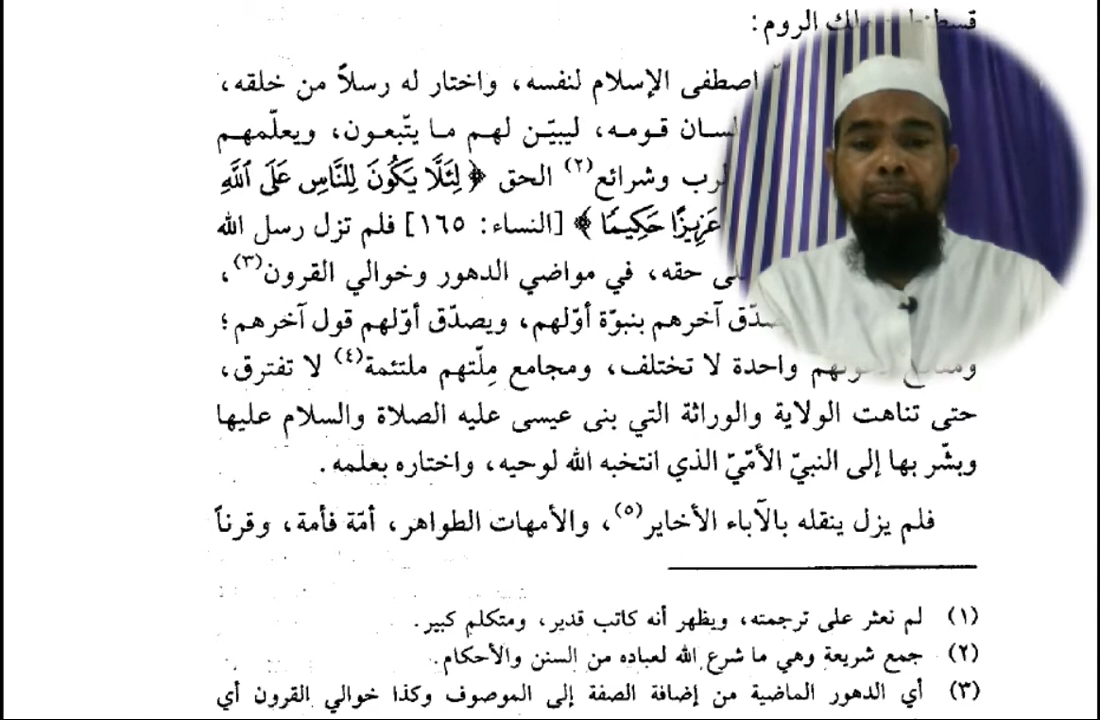 ملك الروم:
اصطفى الإسلام لنفسه، واختار له رسلاً من خلقه،
قومه، ليبيّن لهم ما يتّبعون، ويعلّمهم
وشرائع(٢) الحق ﴿ لِئَلَّا يَكُونَ لِلنَّاسِ عَلَى ٱللَّهِ
عَزِيزًا حَكِيمًا ﴾ [النساء: ١٦٥] فلم تزل رسل الله
حقه، في مواضي الدهور وخوالي القرون(٣)،
آخرهم بنبوّة أوّلهم، ويصدّق أوّلهم قول آخرهم؛
واحدة لا تختلف، ومجامع مِلّتهم ملتئمة(٤) لا تفترق،
حتى تناهت الولاية والوراثة التي بنى عيسى عليه الصلاة والسلام عليها
وبشّر بها إلى النبيّ الأمّيّ الذي انتخبه الله لوحيه، واختاره بعلمه.
فلم يزل ينقله بالآباء الأخاير(٥)، والأمهات الطواهر، أمّة فأمة، وقرناً
(١) لم نعثر على ترجمته، ويظهر أنه كاتب قدير، ومتكلم كبير.
(٢) جمع شريعة وهي ما شرع الله لعباده من السنن والأحكام.
(٣) أي الدهور الماضية من إضافة الصفة إلى الموصوف وكذا خوالي القرون أي